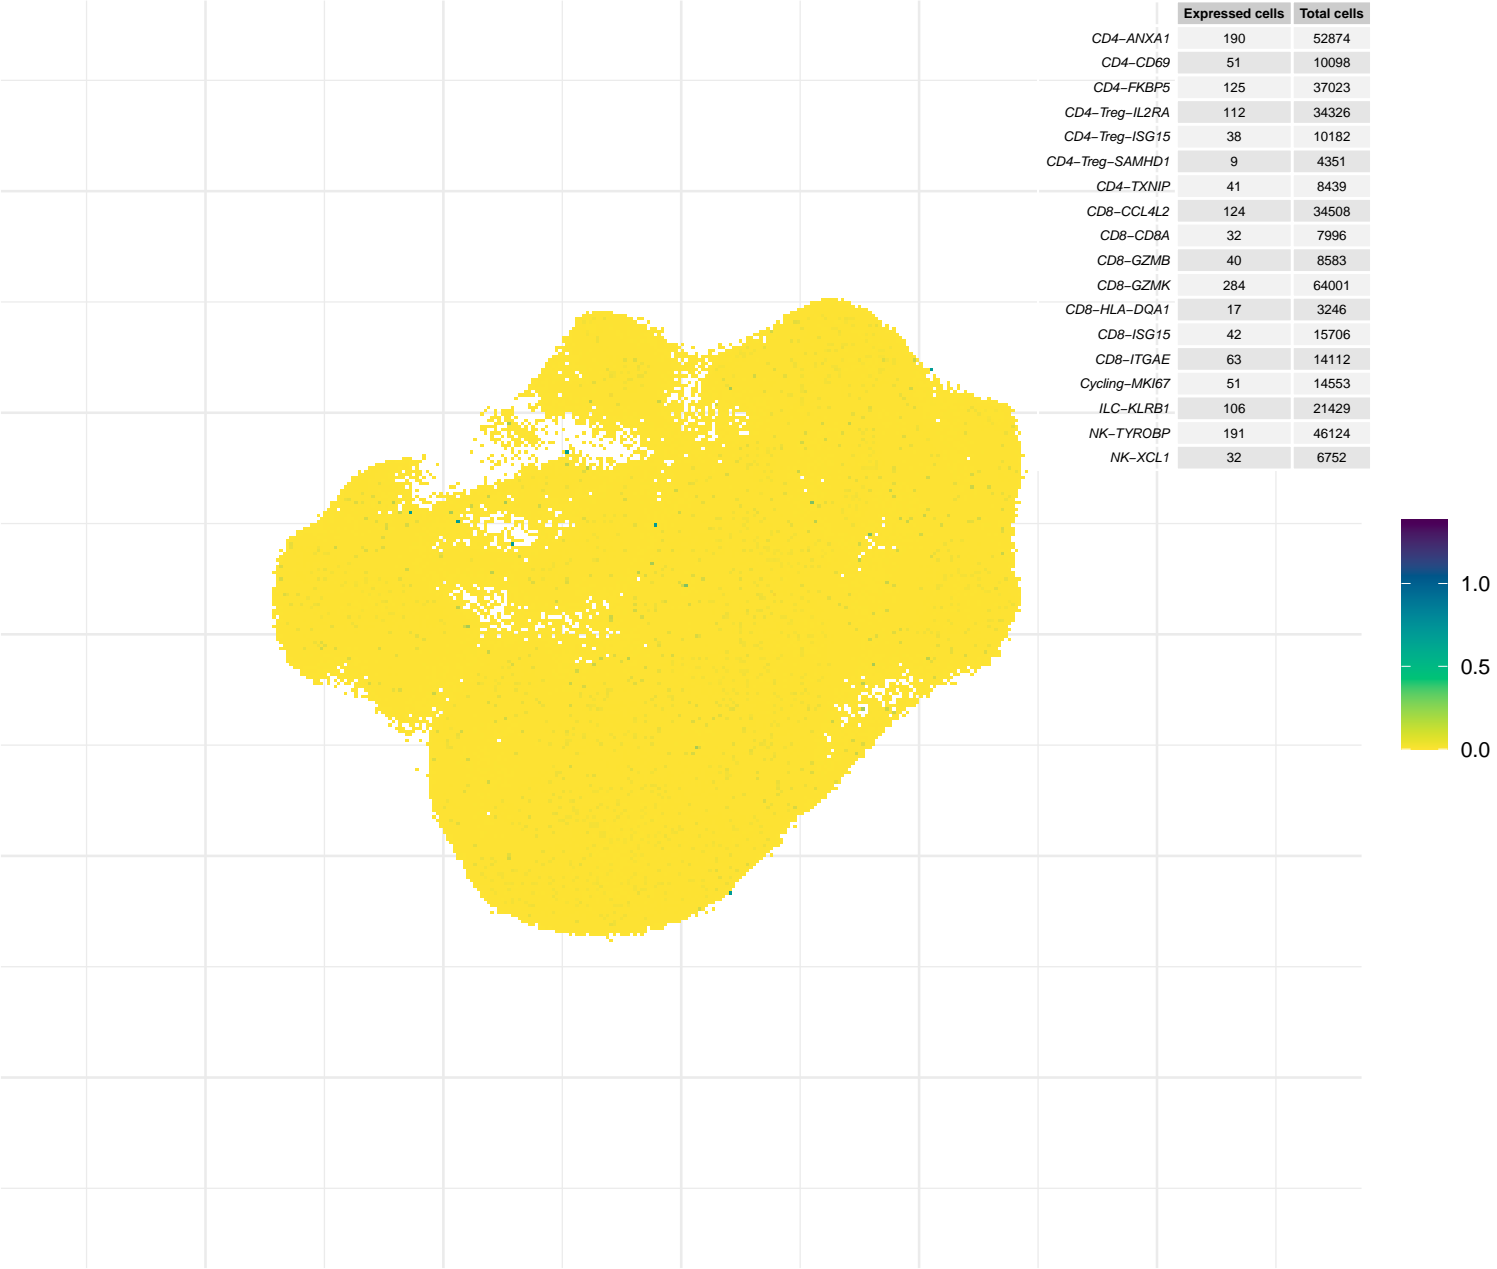 Expressed cells Total cells
CD4−ANXA1 190 52874
CD4−CD69 51 10098
CD4−FKBP5 125 37023
CD4−Treg−IL2RA 112 34326
CD4−Treg−ISG15 38 10182
CD4−Treg−SAMHD1 9 4351
CD4−TXNIP 41 8439
CD8−CCL4L2 124 34508
CD8−CD8A 32 7996
CD8−GZMB 40 8583
CD8−GZMK 284 64001
CD8−HLA−DQA1 17 3246
CD8−ISG15 42 15706
CD8−ITGAE 63 14112
Cycling−MKI67 51 14553
ILC−KLRB1 106 21429
NK−TYROBP 191 46124
NK−XCL1 32 6752
1.0
0.5
0.0